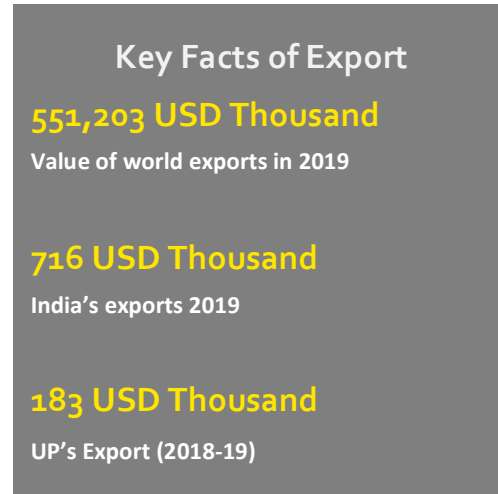 Key Facts of Export
551,203 USD Thousand
Value of world exports in 2019
716 USD Thousand
India’s exports 2019
183 USD Thousand
UP’s Export (2018-19)